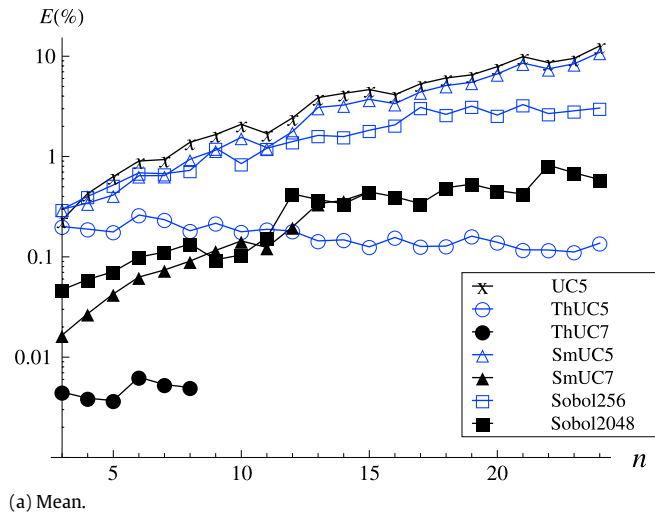 E(%)
10
1
0.1
0.01
5
10
15
20
n
x UC5
ThUC5
ThUC7
SmUC5
SmUC7
Sobol256
Sobol2048
(a) Mean.